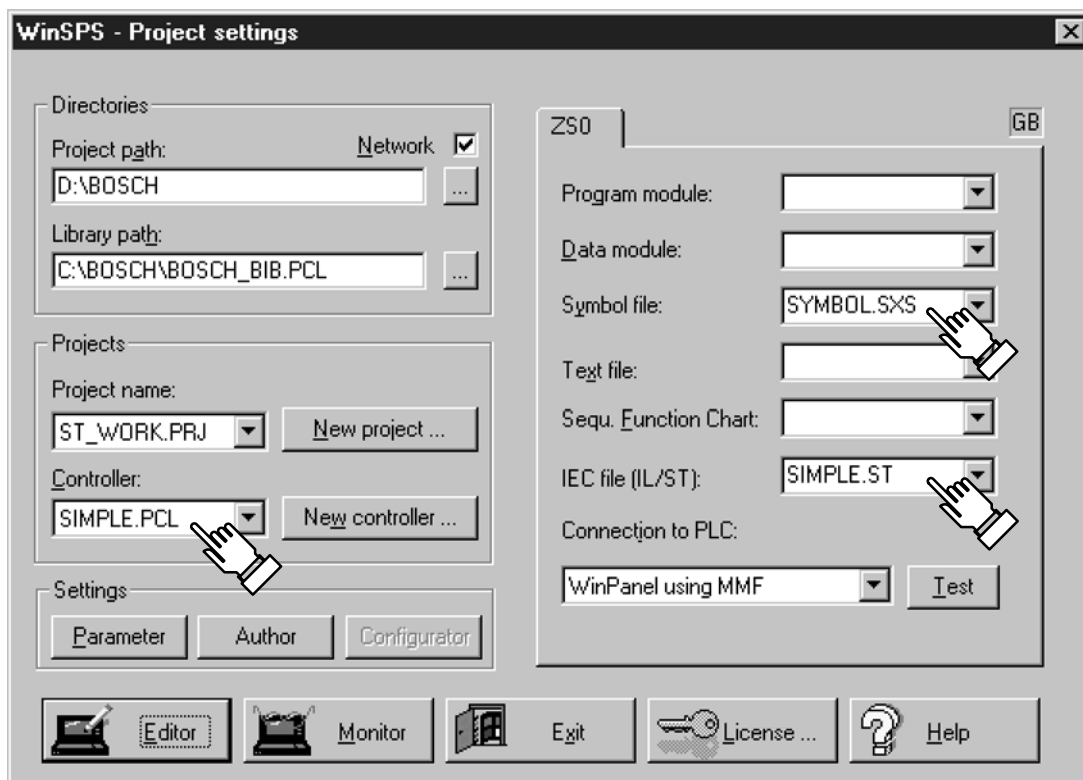 WinSPS - Project settings
Directories
Project path:
Network
D:\BOSCH
...
Library path:
C:\BOSCH\BOSCH_BIB.PCL
...
Projects
Project name:
ST_WORK.PRJ
New project ...
Controller:
SIMPLE.PCL
New controller ...
Settings
Parameter
Author
Configurator
ZS0
GB
Program module:
Data module:
Symbol file:
SYMBOL.SXS
Text file:
Sequ. Function Chart:
IEC file (IL/ST):
SIMPLE.ST
Connection to PLC:
WinPanel using MMF
Test
Editor
Monitor
Exit
License ...
Help